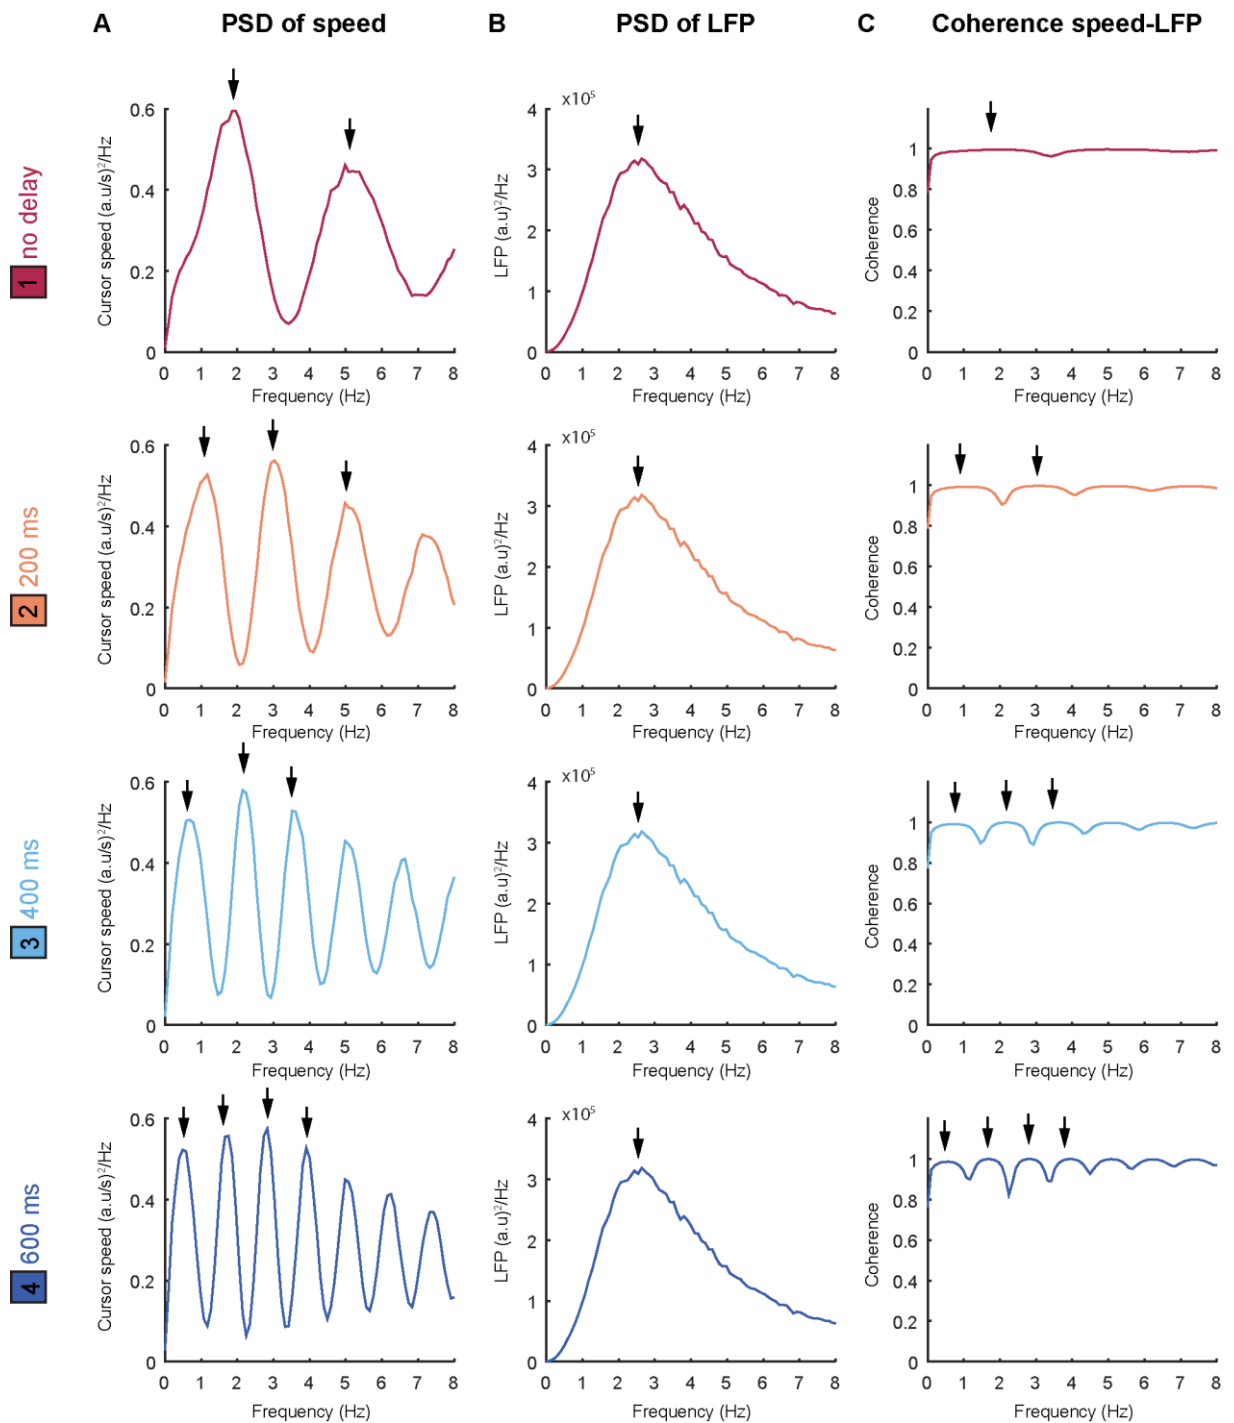 A PSD of speed B PSD of LFP C Coherence speed-LFP
1 no delay
Cursor speed (a.u/s)²/Hz
0.6
0.4
0.2
0
0 1 2 3 4 5 6 7 8
Frequency (Hz)
LFP (a.u)²/Hz
x10⁵
4
3
2
1
0
0 1 2 3 4 5 6 7 8
Frequency (Hz)
Coherence
1
0.8
0.6
0.4
0.2
0
0 1 2 3 4 5 6 7 8
Frequency (Hz)
2 200 ms
Cursor speed (a.u/s)²/Hz
0.6
0.4
0.2
0
0 1 2 3 4 5 6 7 8
Frequency (Hz)
LFP (a.u)²/Hz
x10⁵
4
3
2
1
0
0 1 2 3 4 5 6 7 8
Frequency (Hz)
Coherence
1
0.8
0.6
0.4
0.2
0
0 1 2 3 4 5 6 7 8
Frequency (Hz)
3 400 ms
Cursor speed (a.u/s)²/Hz
0.6
0.4
0.2
0
0 1 2 3 4 5 6 7 8
Frequency (Hz)
LFP (a.u)²/Hz
x10⁵
4
3
2
1
0
0 1 2 3 4 5 6 7 8
Frequency (Hz)
Coherence
1
0.8
0.6
0.4
0.2
0
0 1 2 3 4 5 6 7 8
Frequency (Hz)
4 600 ms
Cursor speed (a.u/s)²/Hz
0.6
0.4
0.2
0
0 1 2 3 4 5 6 7 8
Frequency (Hz)
LFP (a.u)²/Hz
x10⁵
4
3
2
1
0
0 1 2 3 4 5 6 7 8
Frequency (Hz)
Coherence
1
0.8
0.6
0.4
0.2
0
0 1 2 3 4 5 6 7 8
Frequency (Hz)